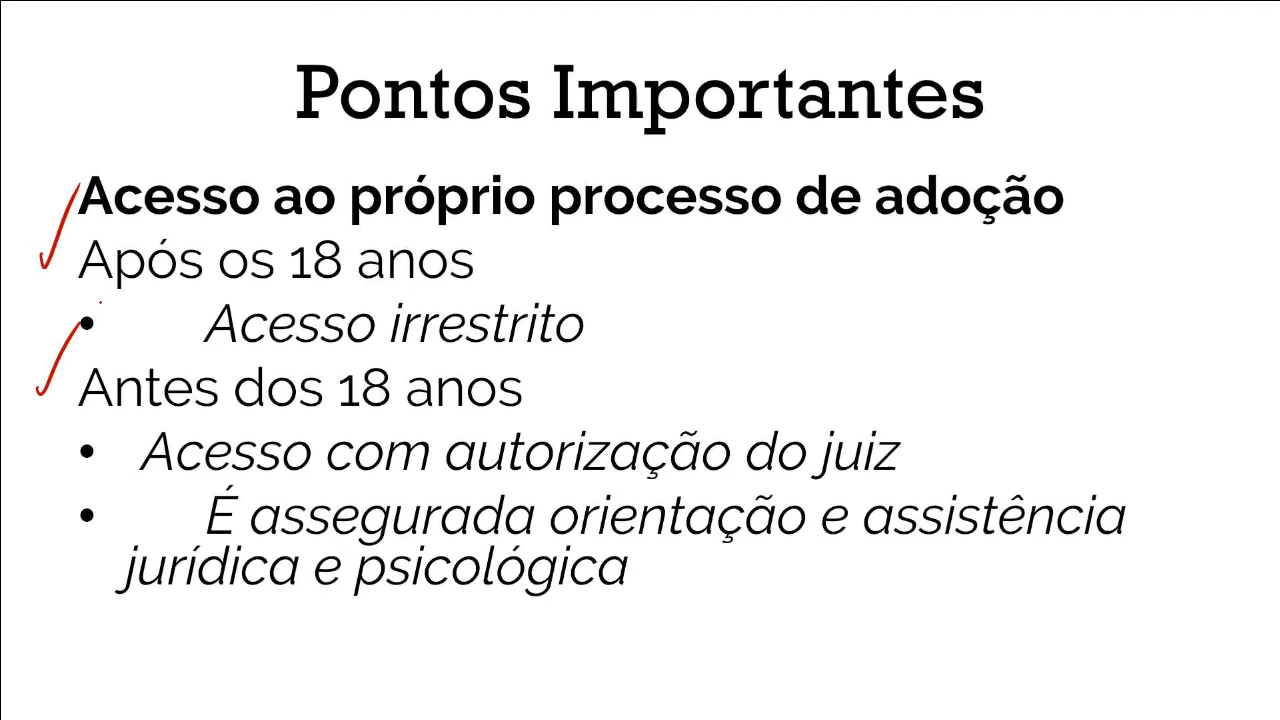 Pontos Importantes
Acesso ao próprio processo de adoção
Após os 18 anos
• Acesso irrestrito
Antes dos 18 anos
• Acesso com autorização do juiz
• É assegurada orientação e assistência
jurídica e psicológica